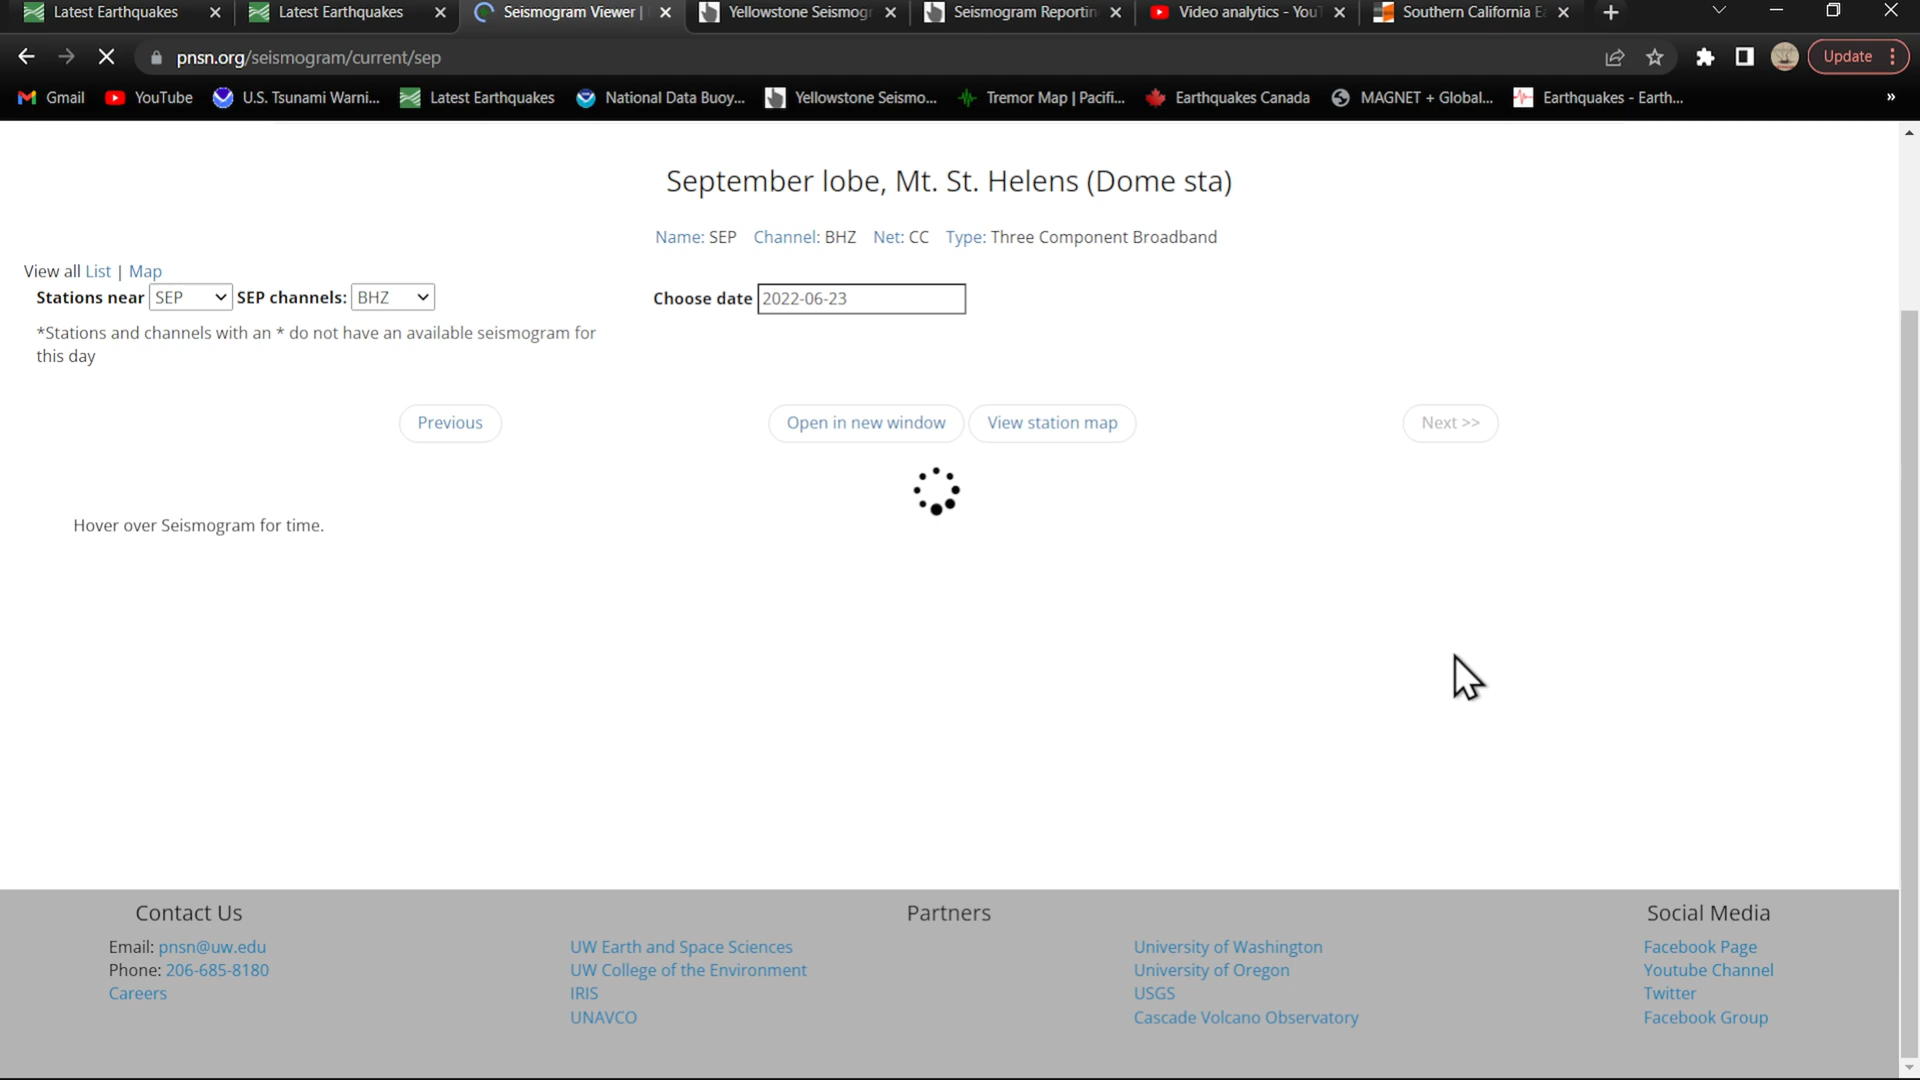 Latest Earthquakes
Latest Earthquakes
Seismogram Viewer |
Yellowstone Seismogr
Seismogram Reportin
Video analytics - YouT
Southern California Ea
pnsn.org/seismogram/current/sep
Update
Gmail
YouTube
U.S. Tsunami Warni...
Latest Earthquakes
National Data Buoy...
Yellowstone Seismo...
Tremor Map | Pacifi...
Earthquakes Canada
MAGNET + Global...
Earthquakes - Earth...
»
September lobe, Mt. St. Helens (Dome sta)
Name: SEP Channel: BHZ Net: CC Type: Three Component Broadband
View all List | Map
Stations near SEP SEP channels: BHZ
Choose date 2022-06-23
*Stations and channels with an * do not have an available seismogram for
this day
Previous
Open in new window
View station map
Next >>
Hover over Seismogram for time.
Contact Us
Email: pnsn@uw.edu
Phone: 206-685-8180
Careers
Partners
UW Earth and Space Sciences
UW College of the Environment
IRIS
UNAVCO
University of Washington
University of Oregon
USGS
Cascade Volcano Observatory
Social Media
Facebook Page
Youtube Channel
Twitter
Facebook Group